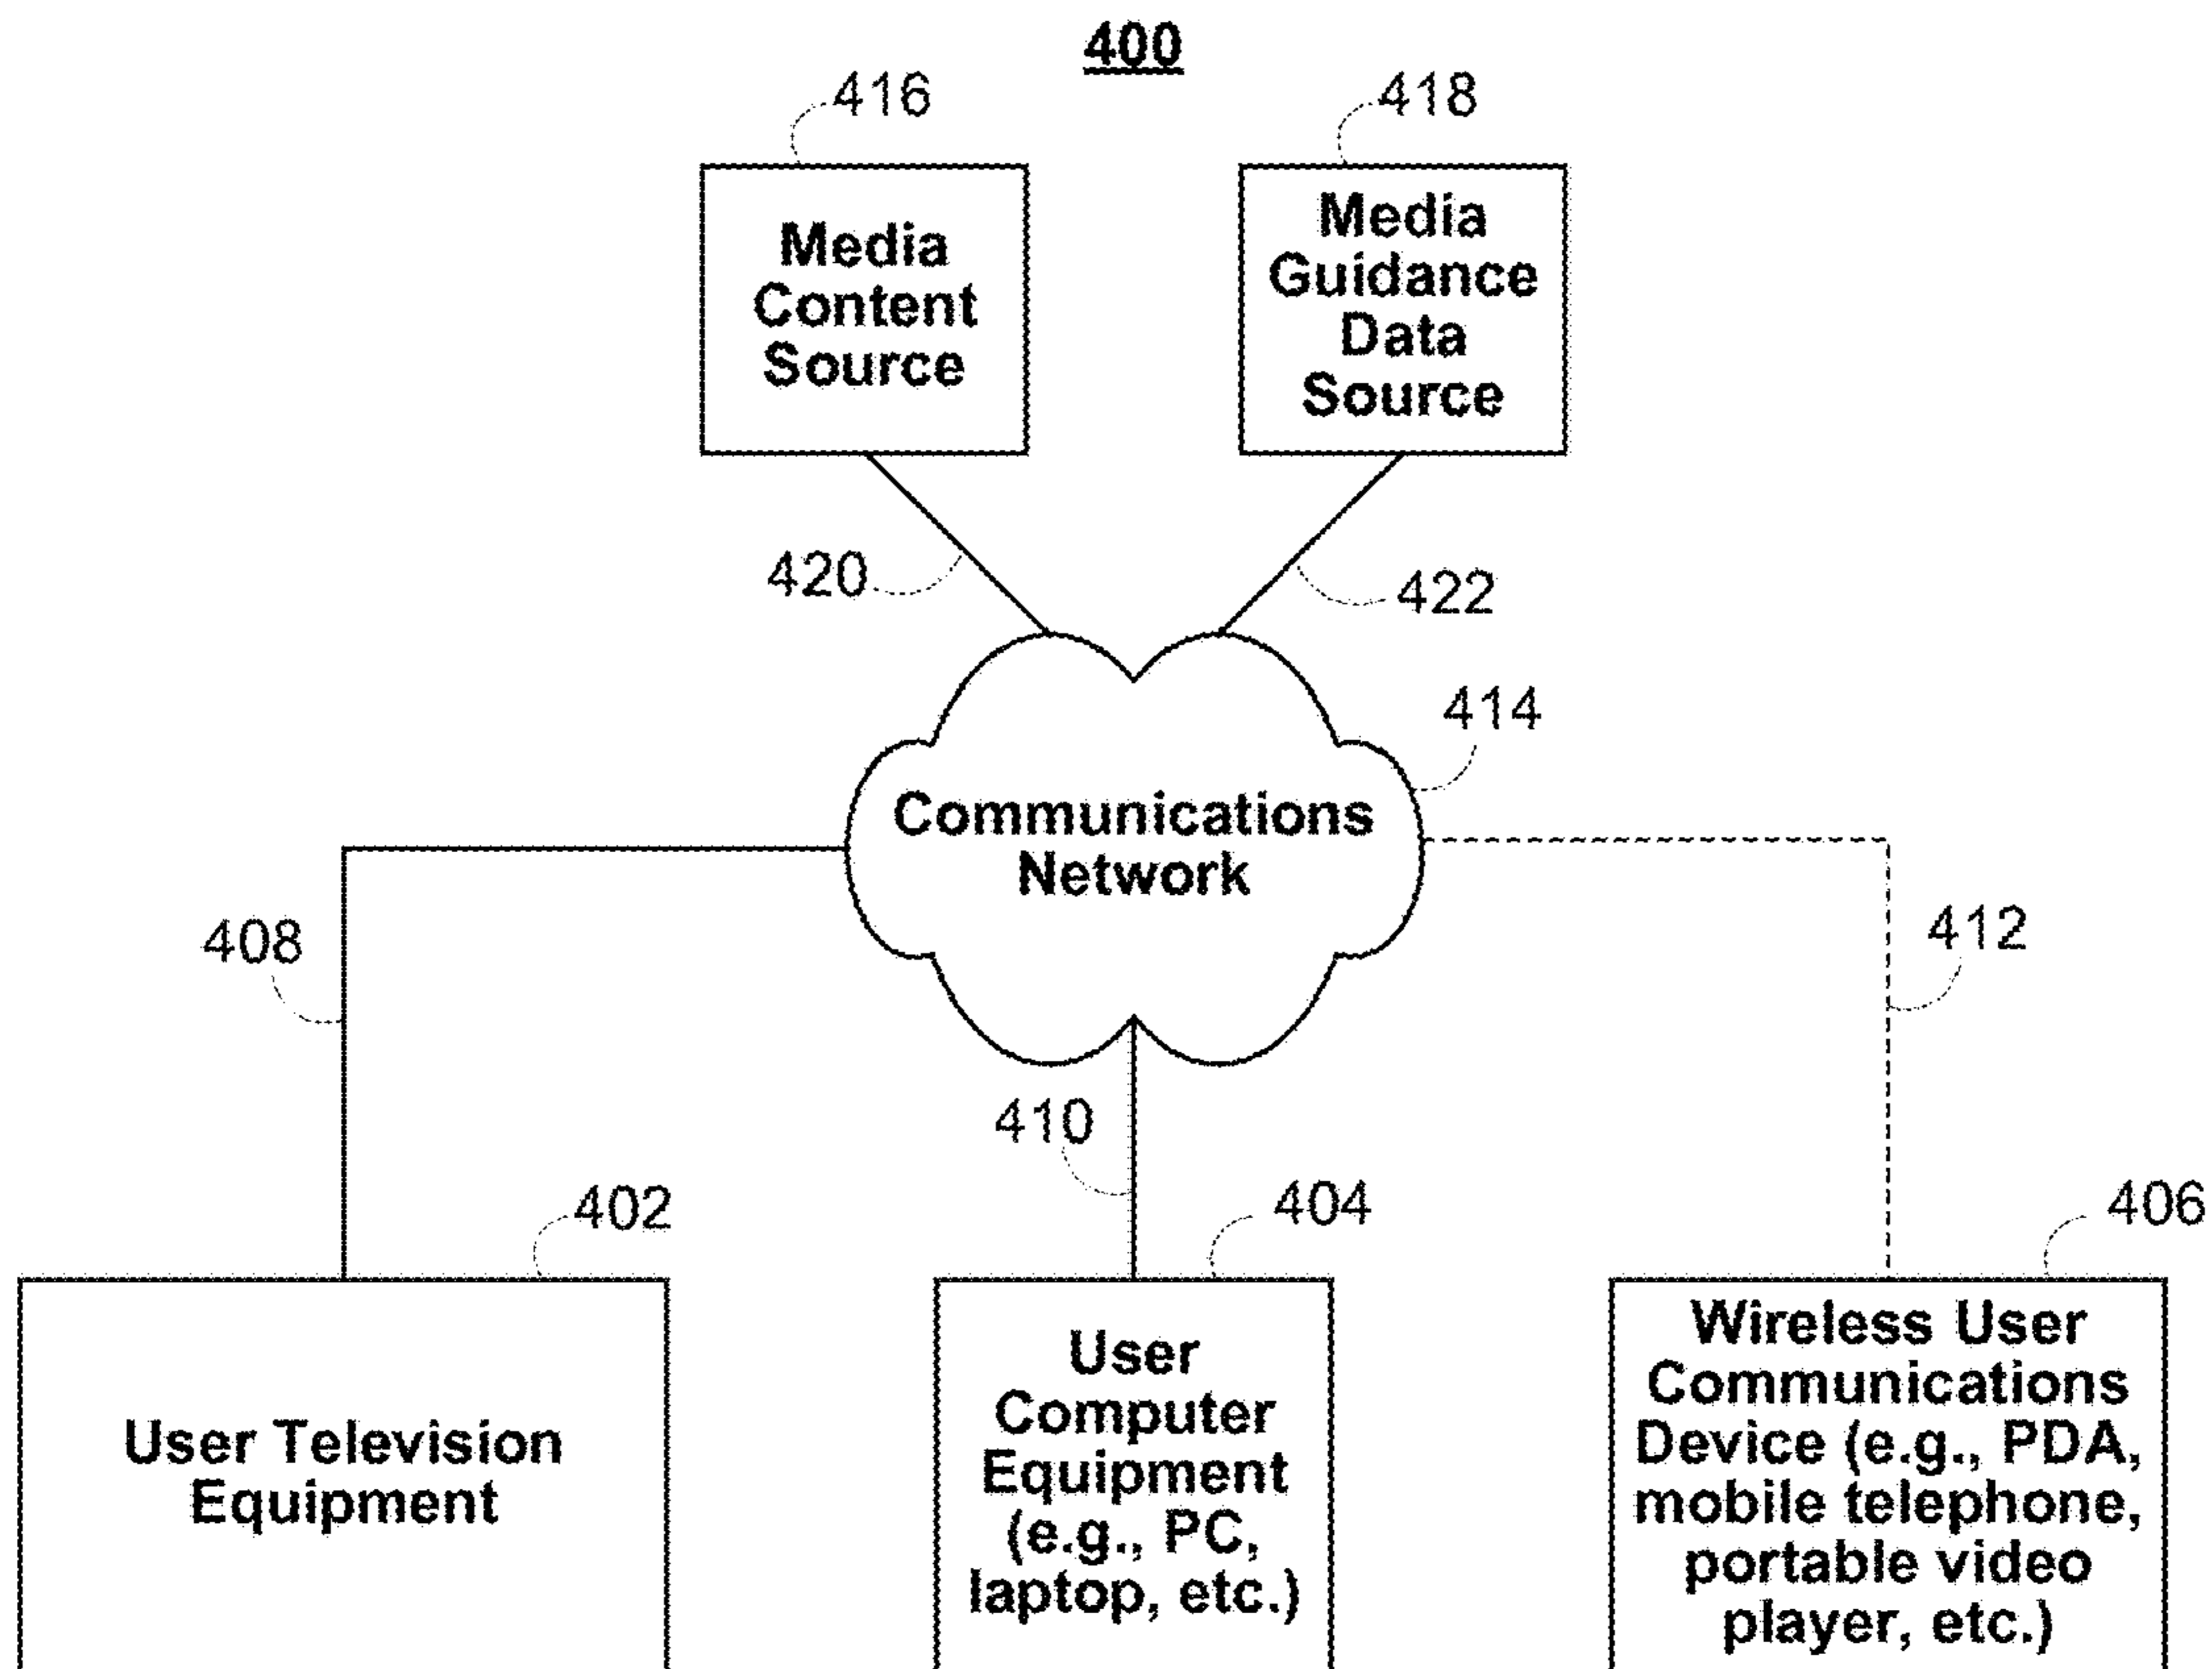 400
416
418
Media
Content
Source
Media
Guidance
Data
Source
420
422
414
Communications
Network
408
412
410
402
404
406
User Television
Equipment
User
Computer
Equipment
(e.g., PC,
laptop, etc.)
Wireless User
Communications
Device (e.g., PDA,
mobile telephone,
portable video
player, etc.)